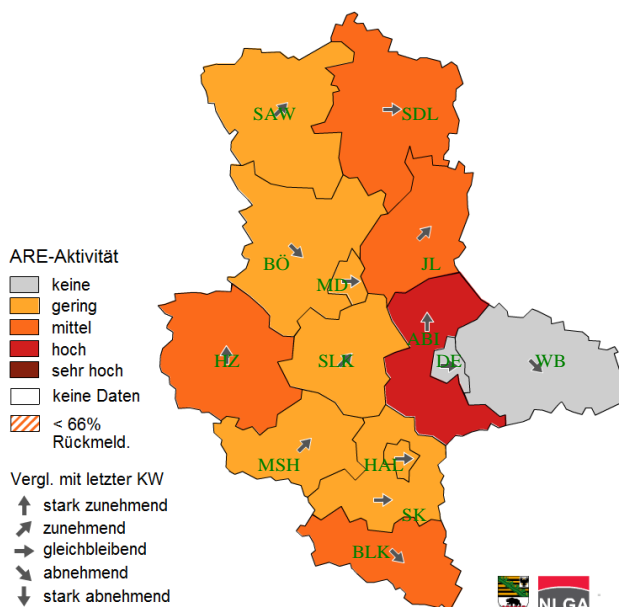 SAW
SDL
BÖ
MD
JL
ABI
DE
WB
HZ
SLK
MSH
HAL
SK
BLK
ARE-Aktivität
keine
gering
mittel
hoch
sehr hoch
keine Daten
< 66%
Rückmeld.
Vergl. mit letzter KW
stark zunehmend
zunehmend
gleichbleibend
abnehmend
stark abnehmend
NLGA